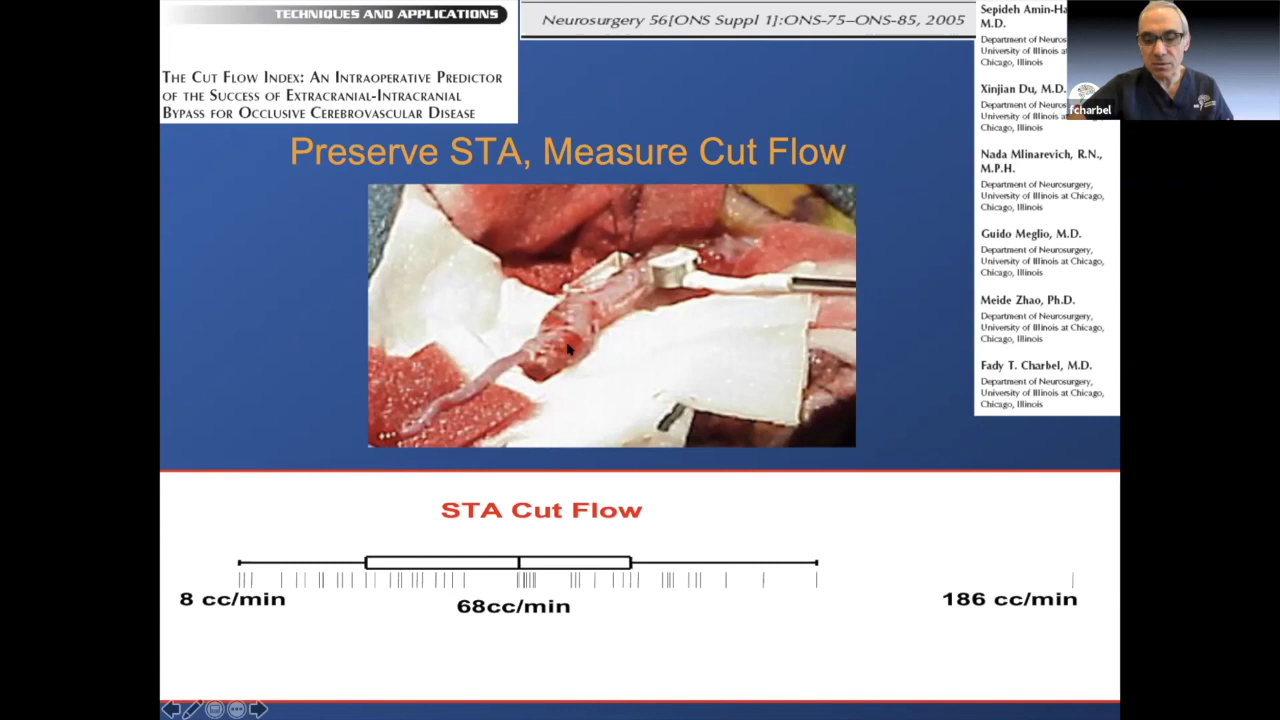 TECHNIQUES AND APPLICATIONS
THE CUT FLOW INDEX: AN INTRAOPERATIVE PREDICTOR
OF THE SUCCESS OF EXTRACRANIAL-INTRACRANIAL
BYPASS FOR OCCLUSIVE CEREBROVASCULAR DISEASE
Neurosurgery 56[ONS Suppl 1]:ONS-75–ONS-85, 2005
Preserve STA, Measure Cut Flow
Sepideh
M.D.
Department of
University of Illinois
Chicago, Illinois
Xinjian Du, M.D.
Department of
University of Illinois
Chicago, Illinois
Nada Mlinarevich, R.N.,
M.P.H.
Department of Neurosurgery,
University of Illinois at Chicago,
Chicago, Illinois
Guido Meglio, M.D.
Department of Neurosurgery,
University of Illinois at Chicago,
Chicago, Illinois
Meide Zhao, Ph.D.
Department of Neurosurgery,
University of Illinois at Chicago,
Chicago, Illinois
Fady T. Charbel, M.D.
Department of Neurosurgery,
University of Illinois at Chicago,
Chicago, Illinois
fcharbel
STA Cut Flow
8 cc/min
68cc/min
186 cc/min